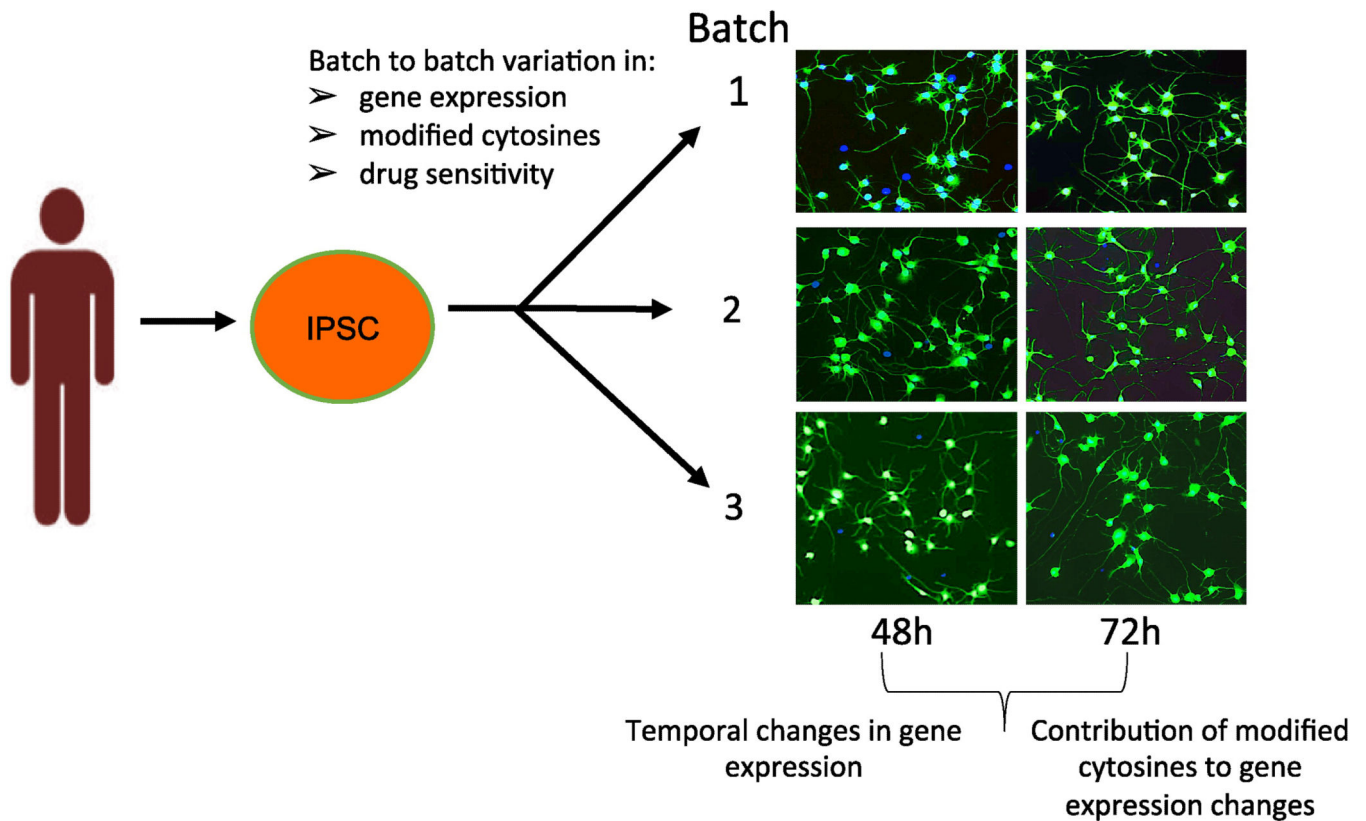 Batch
Batch to batch variation in:
➢ gene expression
➢ modified cytosines
➢ drug sensitivity
1
IPSC
2
3
48h
72h
Temporal changes in gene
expression
Contribution of modified
cytosines to gene
expression changes